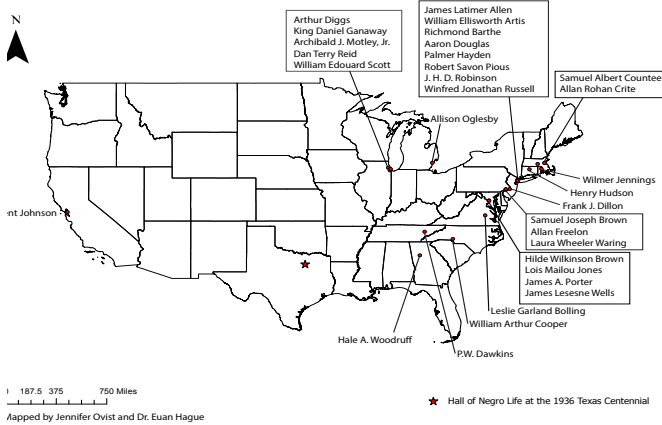 N
Arthur Diggs
King Daniel Ganaway
Archibald J. Motley, Jr.
Dan Terry Reid
William Edouard Scott
James Latimer Allen
William Ellisworth Artis
Richmond Barthe
Aaron Douglas
Palmer Hayden
Robert Savon Pious
J. H. D. Robinson
Winfred Jonathan Russell
Samuel Albert Countee
Allan Rohan Crite
Allison Oglesby
Wilmer Jennings
Henry Hudson
Frank J. Dillon
nt Johnson
Samuel Joseph Brown
Allan Freelon
Laura Wheeler Waring
Hilde Wilkinson Brown
Lois Mailou Jones
James A. Porter
James Lesesne Wells
Leslie Garland Bolling
William Arthur Cooper
Hale A. Woodruff
P.W. Dawkins
187.5 375 750 Miles
Hall of Negro Life at the 1936 Texas Centennial
Mapped by Jennifer Ovist and Dr. Euan Hague